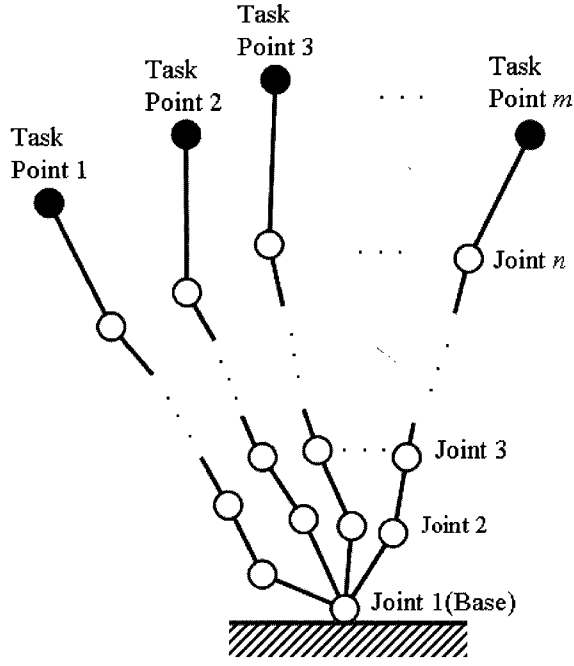 Task
Point 3
Task
Point 2
Task
Point m
. . .
Task
Point 1
. . .
Joint n
. . .
Joint 3
Joint 2
Joint 1(Base)